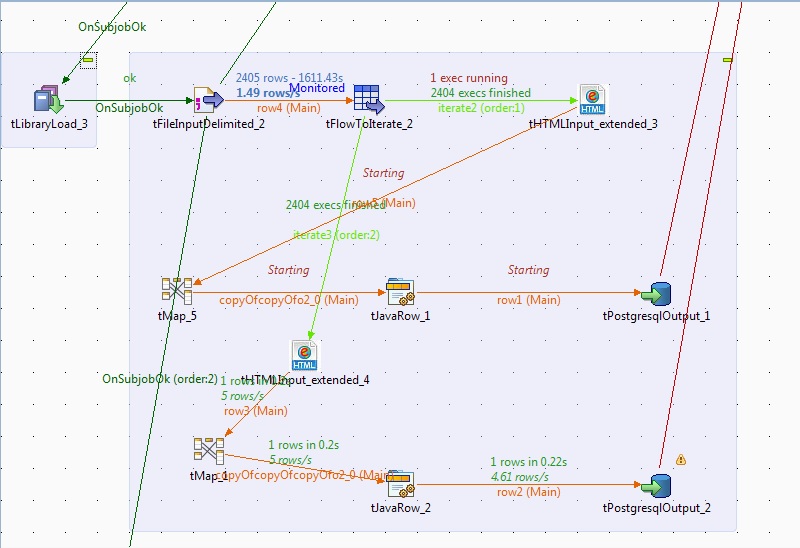 OnSubjobOk
ok
OnSubjobOk
tLibraryLoad_3
tFileInputDelimited_2
2405 rows - 1611.43s
1.49 rows/s
Monitored
row4 (Main)
tFlowToIterate_2
1 exec running
2404 execs finished
iterate2 (order:1)
HTML
tHTMLInput_extended_3
Starting
row5 (Main)
2404 execs finished
iterate3 (order:2)
Starting
copyOfcopyOfo2_0 (Main)
Starting
row1 (Main)
tMap_5
tJavaRow_1
tPostgresqlOutput_1
HTML
tHTMLInput_extended_4
OnSubjobOk (order:2)
1 rows in
5 rows/s
row3 (Main)
1 rows in 0.2s
5 rows/s
copyOfcopyOfcopyOfo2_0 (Main)
tMap_1
tJavaRow_2
1 rows in 0.22s
4.61 rows/s
row2 (Main)
tPostgresqlOutput_2